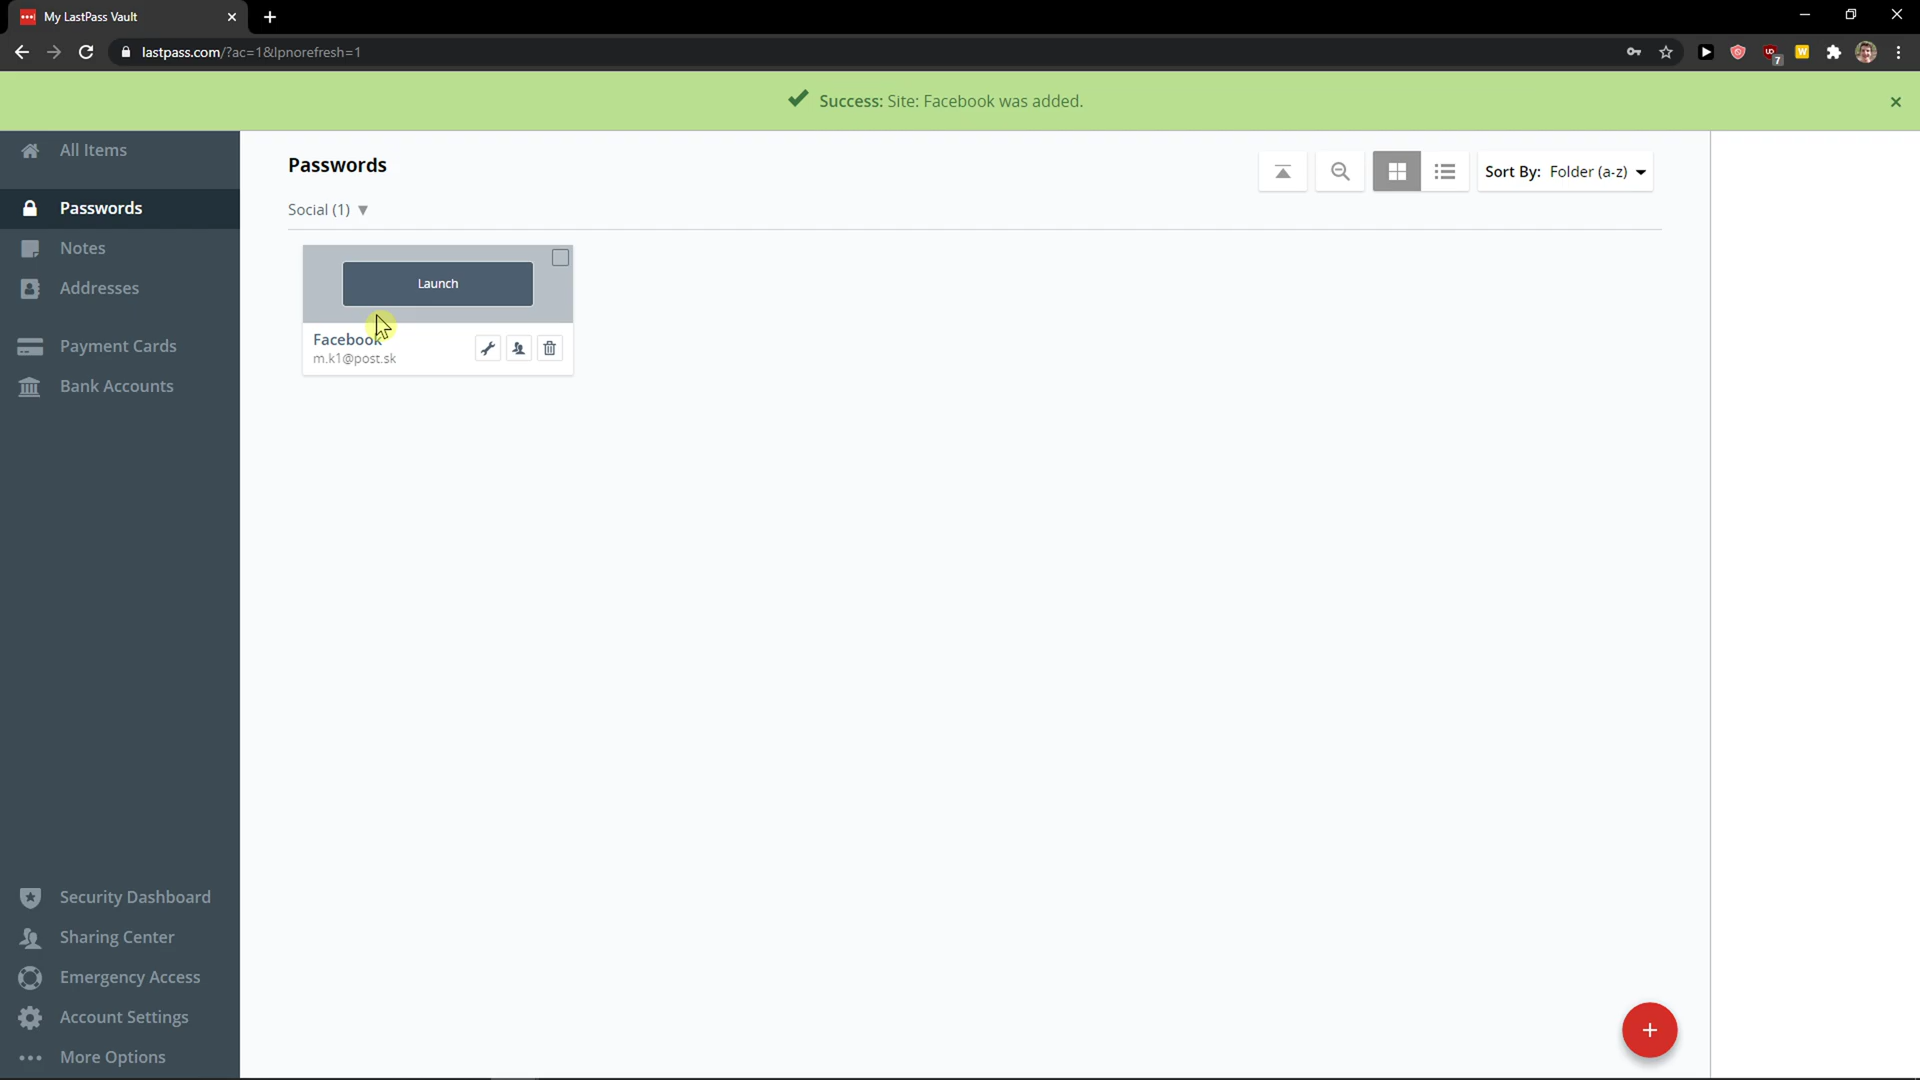 My LastPass Vault
lastpass.com/?ac=1&lpnorefresh=1
7
Success: Site: Facebook was added.
All Items
Passwords
Notes
Addresses
Payment Cards
Bank Accounts
Security Dashboard
Sharing Center
Emergency Access
Account Settings
More Options
Passwords
Sort By: Folder (a-z)
Social (1)
Launch
Facebook
m.k1@post.sk